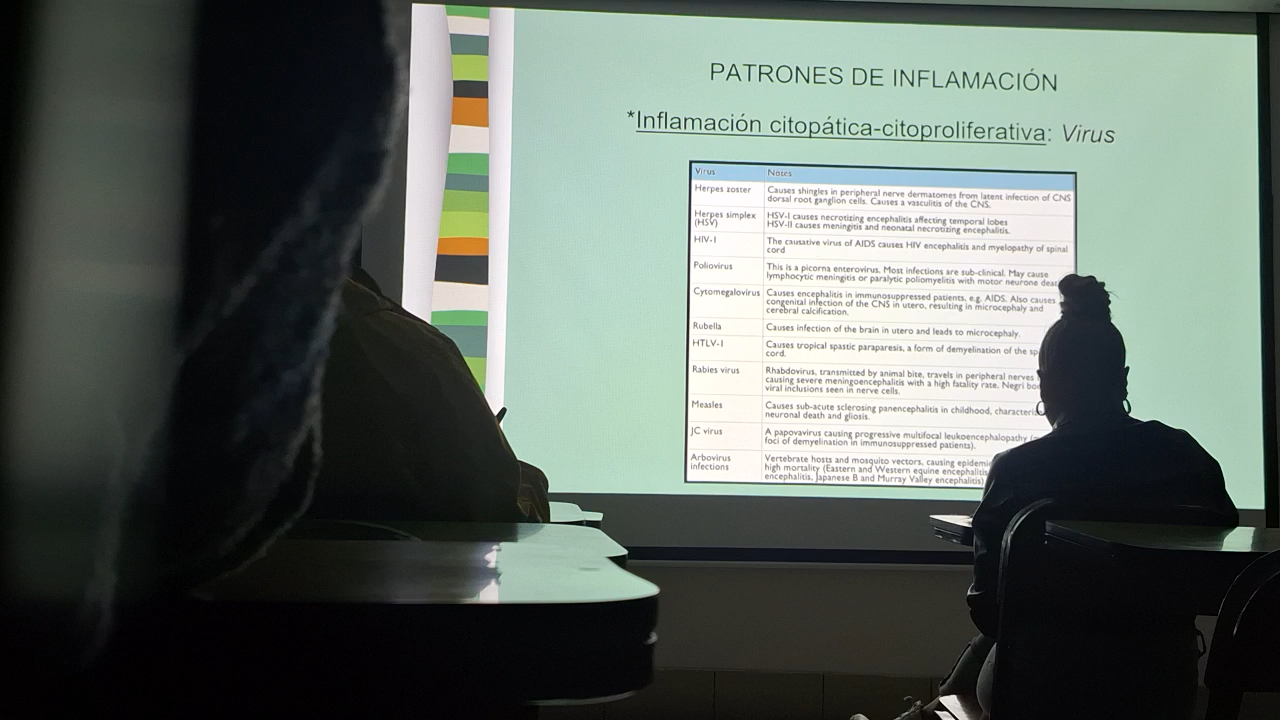 PATRONES DE INFLAMACIÓN
*Inflamación citopática-citoproliferativa: Virus
Virus Notes
Herpes zoster Causes shingles in peripheral nerve dermatomes from latent infection of CNS
dorsal root ganglion cells. Causes a vasculitis of the CNS.
Herpes simplex HSV-I causes necrotizing encephalitis affecting temporal lobes
(HSV) HSV-II causes meningitis and neonatal necrotizing encephalitis.
HIV-I The causative virus of AIDS causes HIV encephalitis and myelopathy of spinal
cord
Poliovirus This is a picorna enterovirus. Most infections are sub-clinical. May cause
lymphocytic meningitis or paralytic poliomyelitis with motor neurone
Cytomegalovirus Causes encephalitis in immunosuppressed patients, e.g. AIDS. Also causes
congenital infection of the CNS in utero, resulting in microcephaly and
cerebral calcification.
Rubella Causes infection of the brain in utero and leads to microcephaly.
HTLV-I Causes tropical spastic paraparesis, a form of demyelination of the
cord.
Rabies virus Rhabdovirus, transmitted by animal bite, travels in peripheral nerves
causing severe meningoencephalitis with a high fatality rate. Negri
viral inclusions seen in nerve cells.
Measles Causes sub-acute sclerosing panencephalitis in childhood,
neuronal death and gliosis.
JC virus A papovavirus causing progressive multifocal leukoencephalopathy
foci of demyelination in immunosuppressed patients).
Arbovirus Vertebrate hosts and mosquito vectors, causing
infections high mortality (Eastern and Western equine encephalitis
encephalitis, Japanese B and Murray Valley encephalitis)